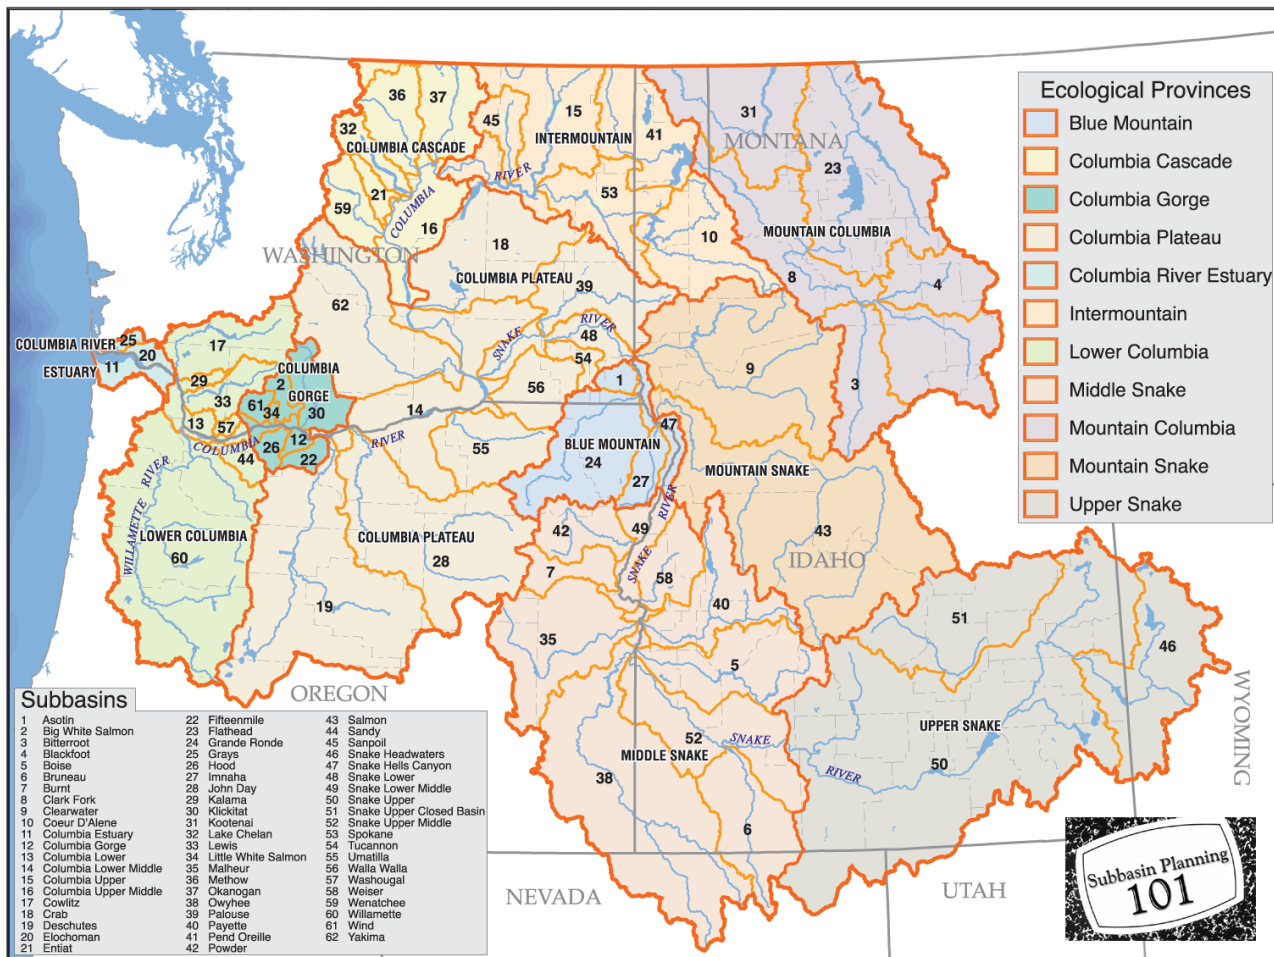 Ecological Provinces
Blue Mountain
Columbia Cascade
Columbia Gorge
Columbia Plateau
Columbia River Estuary
Intermountain
Lower Columbia
Middle Snake
Mountain Columbia
Mountain Snake
Upper Snake
36
37
32
COLUMBIA CASCADE
45
15
INTERMOUNTAIN
41
31
MONTANA
23
RIVER
53
21
59
COLUMBIA
16
WASHINGTON
18
10
MOUNTAIN COLUMBIA
COLUMBIA PLATEAU
8
4
39
62
RIVER
SNAKE
48
25
COLUMBIA RIVER
20
17
ESTUARY
11
COLUMBIA
54
9
29
2
GORGE
56
1
3
33
61
34
30
14
13
57
47
COLUMBIA
12
RIVER
26
44
22
55
BLUE MOUNTAIN
24
27
MOUNTAIN SNAKE
WILLAMETTE RIVER
RIVER
LOWER COLUMBIA
60
COLUMBIA PLATEAU
28
42
49
43
IDAHO
7
SNAKE
58
19
40
51
35
5
46
OREGON
WYOMING
52
SNAKE
UPPER SNAKE
MIDDLE SNAKE
38
RIVER
50
6
NEVADA
UTAH
Subbasin Planning
101
Subbasins
1 Asotin
2 Big White Salmon
3 Bitterroot
4 Blackfoot
5 Boise
6 Bruneau
7 Burnt
8 Clark Fork
9 Clearwater
10 Coeur D'Alene
11 Columbia Estuary
12 Columbia Gorge
13 Columbia Lower
14 Columbia Lower Middle
15 Columbia Upper
16 Columbia Upper Middle
17 Cowlitz
18 Crab
19 Deschutes
20 Elochoman
21 Entiat
22 Fifteenmile
23 Flathead
24 Grande Ronde
25 Grays
26 Hood
27 Imnaha
28 John Day
29 Kalama
30 Klickitat
31 Kootenai
32 Lake Chelan
33 Lewis
34 Little White Salmon
35 Malheur
36 Methow
37 Okanogan
38 Owyhee
39 Palouse
40 Payette
41 Pend Oreille
42 Powder
43 Salmon
44 Sandy
45 Sanpoil
46 Snake Headwaters
47 Snake Hells Canyon
48 Snake Lower
49 Snake Lower Middle
50 Snake Upper
51 Snake Upper Closed Basin
52 Snake Upper Middle
53 Spokane
54 Tucannon
55 Umatilla
56 Walla Walla
57 Washougal
58 Weiser
59 Wenatchee
60 Willamette
61 Wind
62 Yakima